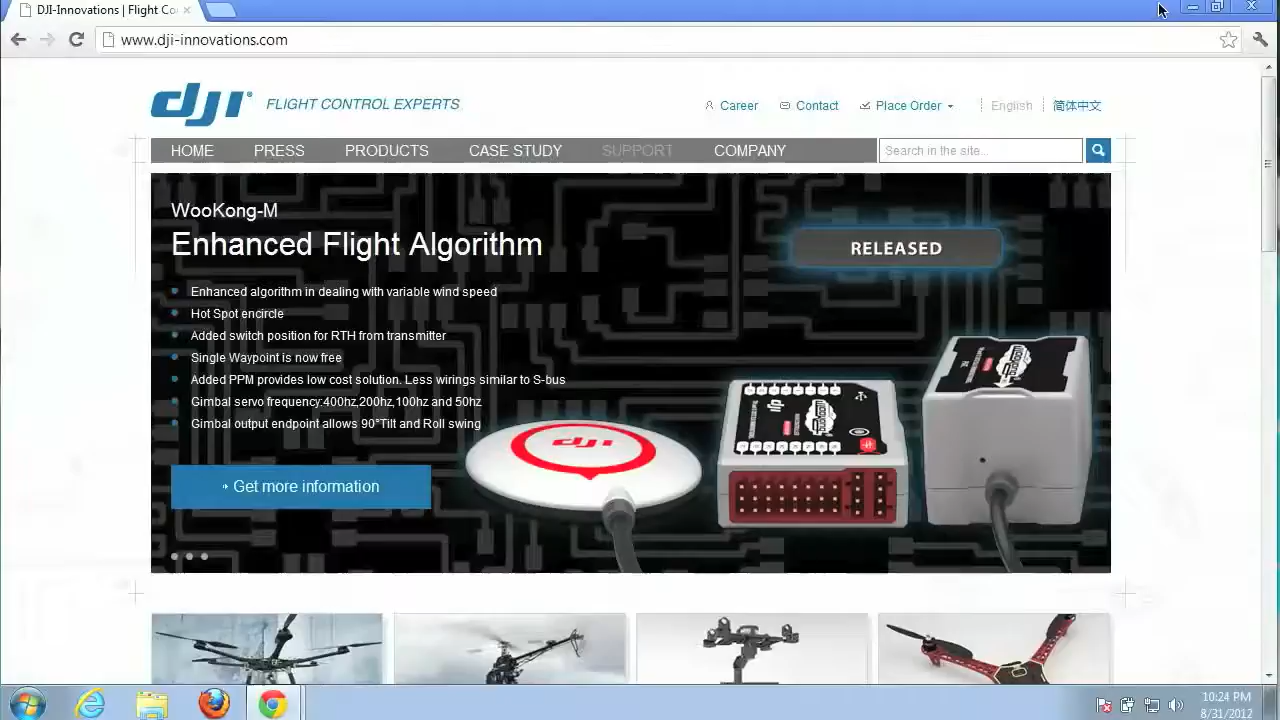 DJI-Innovations | Flight Co
www.dji-innovations.com
dji FLIGHT CONTROL EXPERTS
Career Contact Place Order English 简体中文
HOME PRESS PRODUCTS CASE STUDY SUPPORT COMPANY Search in the site...
WooKong-M
Enhanced Flight Algorithm
RELEASED
Enhanced algorithm in dealing with variable wind speed
Hot Spot encircle
Added switch position for RTH from transmitter
Single Waypoint is now free
Added PPM provides low cost solution. Less wirings similar to S-bus
Gimbal servo frequency:400hz,200hz,100hz and 50hz
Gimbal output endpoint allows 90°Tilt and Roll swing
Get more information
dji
dji
10:24 PM
8/31/2012